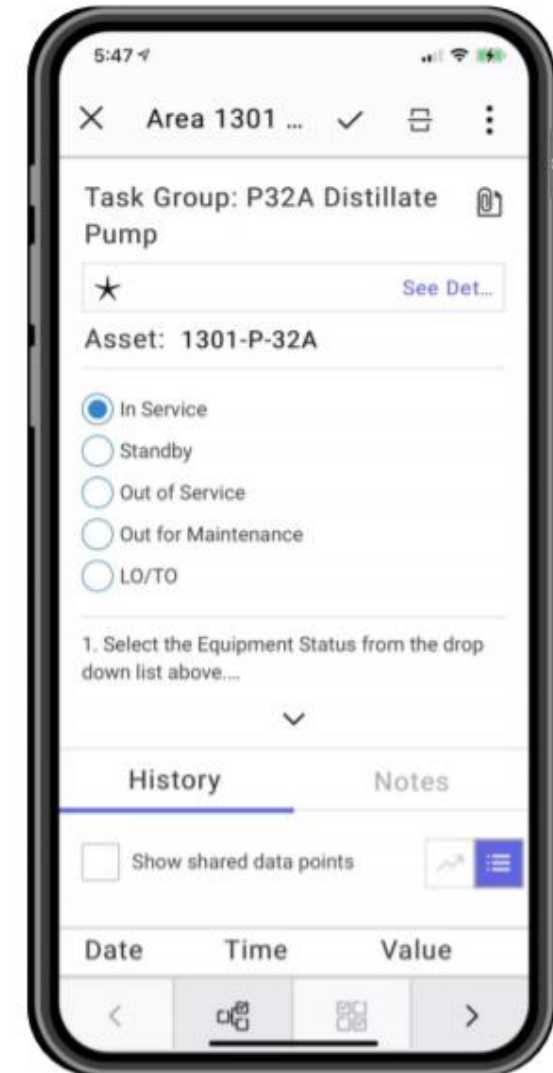 5:47
Area 1301 ...
Task Group: P32A Distillate
Pump
See Det...
Asset: 1301-P-32A
In Service
Standby
Out of Service
Out for Maintenance
LO/TO
1. Select the Equipment Status from the drop
down list above....
History Notes
Show shared data points
Date Time Value